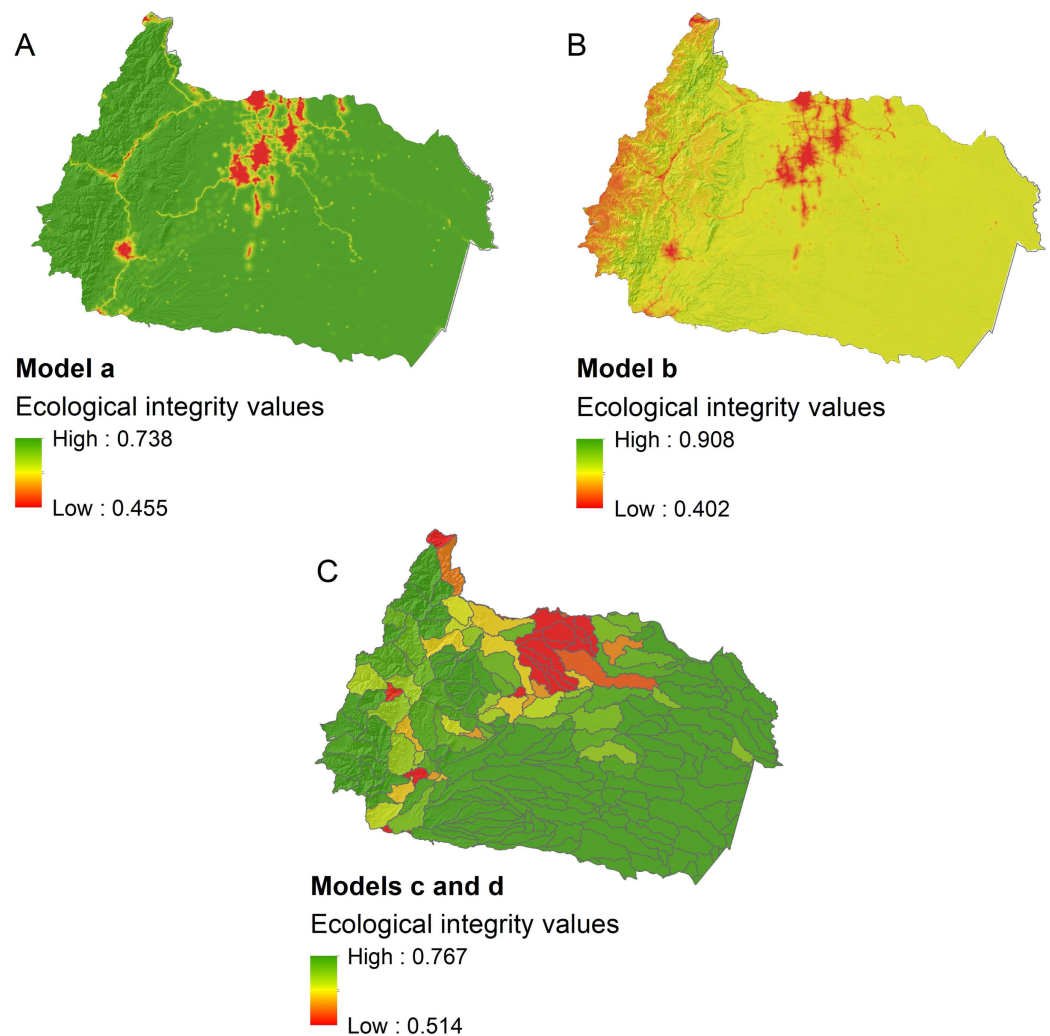 A
Model a
Ecological integrity values
High : 0.738
Low : 0.455
B
Model b
Ecological integrity values
High : 0.908
Low : 0.402
C
Models c and d
Ecological integrity values
High : 0.767
Low : 0.514